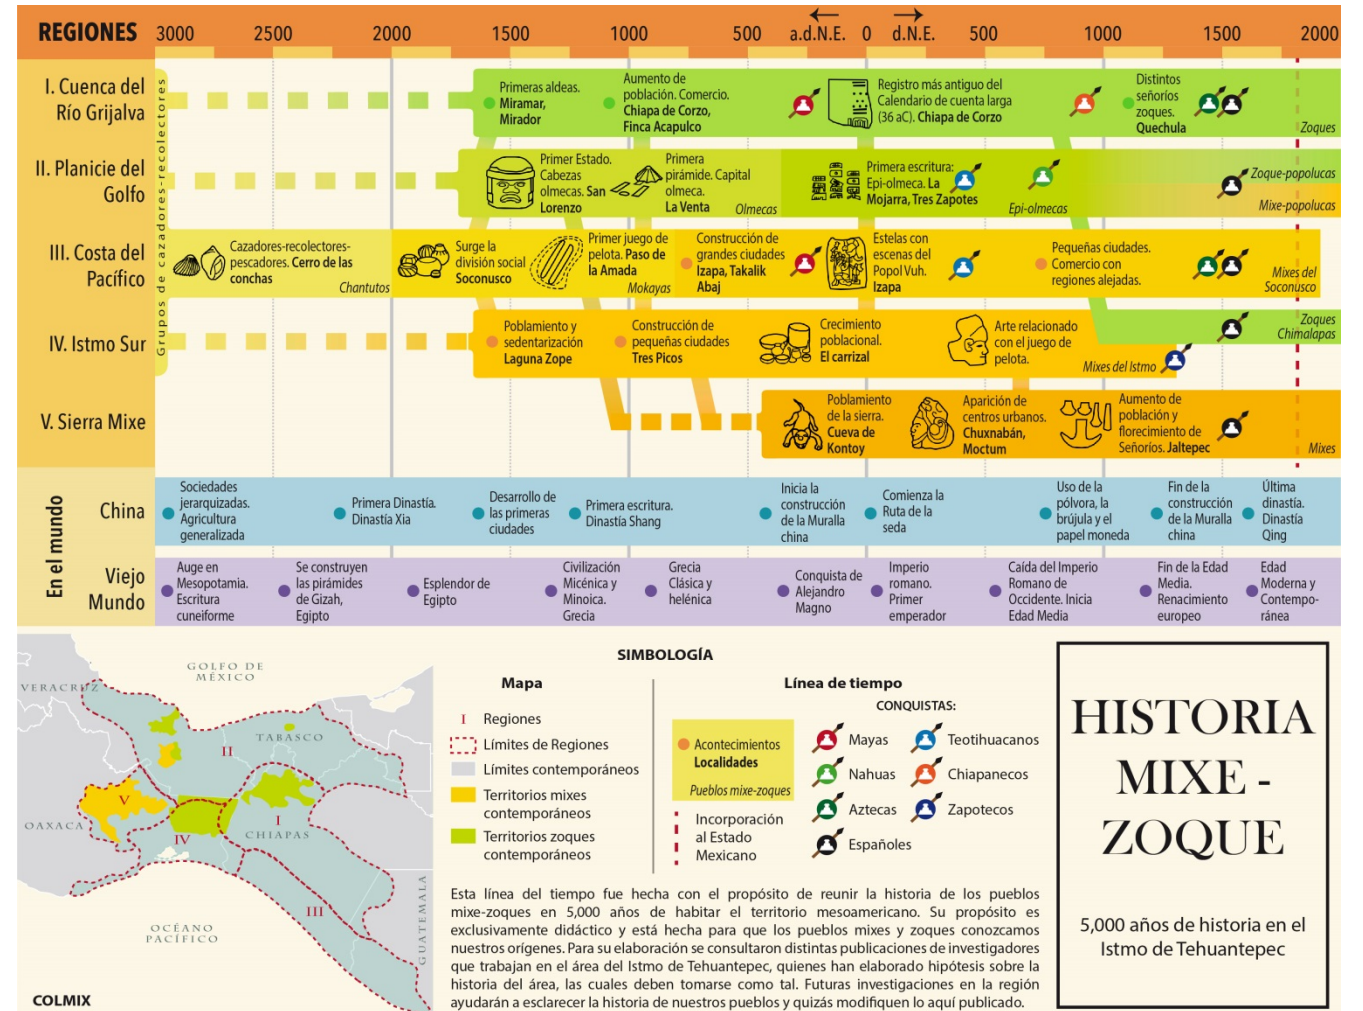 REGIONES
3000
2500
2000
1500
1000
500
a.d.N.E.
0
d.N.E.
500
1000
1500
2000
Grupos de cazadores-recolectores
I. Cuenca del
Río Grijalva
Primeras aldeas.
Miramar,
Mirador
Aumento de
población. Comercio.
Chiapa de Corzo,
Finca Acapulco
Registro más antiguo del
Calendario de cuenta larga
(36 aC). Chiapa de Corzo
Distintos
señoríos
zoques.
Quechula
Zoques
II. Planicie del
Golfo
Primer Estado.
Cabezas
olmecas. San
Lorenzo
Primera
pirámide. Capital
olmeca.
La Venta
Olmecas
Primera escritura:
Epi-olmeca. La
Mojarra, Tres Zapotes
Epi-olmecas
Zoque-popolucas
Mixe-popolucas
III. Costa del
Pacífico
Cazadores-recolectores-
pescadores. Cerro de las
conchas
Chantutos
Surge la
división social
Soconusco
Primer juego de
pelota. Paso de
la Amada
Mokayas
Construcción de
grandes ciudades
Izapa, Takalik
Abaj
Estelas con
escenas del
Popol Vuh.
Izapa
Pequeñas ciudades.
Comercio con
regiones alejadas.
Mixes del
Soconusco
IV. Istmo Sur
Poblamiento y
sedentarización
Laguna Zope
Construcción de
pequeñas ciudades
Tres Picos
Crecimiento
poblacional.
El carrizal
Arte relacionado
con el juego de
pelota.
Mixes del Istmo
Zoques
Chimalapas
V. Sierra Mixe
Poblamiento
de la sierra.
Cueva de
Kontoy
Aparición de
centros urbanos.
Chuxnabán,
Moctum
Aumento de
población y
florecimiento de
Señoríos. Jaltepec
Mixes
En el mundo
China
Sociedades
jerarquizadas.
Agricultura
generalizada
Primera Dinastía.
Dinastía Xia
Desarrollo de
las primeras
ciudades
Primera escritura.
Dinastía Shang
Inicia la
construcción
de la Muralla
china
Comienza la
Ruta de la
seda
Uso de la
pólvora, la
brújula y el
papel moneda
Fin de la
construcción
de la Muralla
china
Última
dinastía.
Dinastía
Qing
Viejo
Mundo
Auge en
Mesopotamia.
Escritura
cuneiforme
Se construyen
las pirámides
de Gizah,
Egipto
Esplendor de
Egipto
Civilización
Micénica y
Minoica.
Grecia
Grecia
Clásica y
helénica
Conquista de
Alejandro
Magno
Imperio
romano.
Primer
emperador
Caída del Imperio
Romano de
Occidente. Inicia
Edad Media
Fin de la Edad
Media.
Renacimiento
europeo
Edad
Moderna y
Contempo-
ránea
GOLFO DE
MÉXICO
VERACRUZ
TABASCO
OAXACA
CHIAPAS
GUATEMALA
OCÉANO
PACÍFICO
I
II
III
IV
V
COLMIX
SIMBOLOGÍA
Mapa
I Regiones
Límites de Regiones
Límites contemporáneos
Territorios mixes
contemporáneos
Territorios zoques
contemporáneos
Línea de tiempo
Acontecimientos
Localidades
Pueblos mixe-zoques
Incorporación
al Estado
Mexicano
CONQUISTAS:
Mayas
Teotihuacanos
Nahuas
Chiapanecos
Aztecas
Zapotecos
Españoles
Esta línea del tiempo fue hecha con el propósito de reunir la historia de los pueblos
mixe-zoques en 5,000 años de habitar el territorio mesoamericano. Su propósito es
exclusivamente didáctico y está hecha para que los pueblos mixes y zoques conozcamos
nuestros orígenes. Para su elaboración se consultaron distintas publicaciones de investigadores
que trabajan en el área del Istmo de Tehuantepec, quienes han elaborado hipótesis sobre la
historia del área, las cuales deben tomarse como tal. Futuras investigaciones en la región
ayudarán a esclarecer la historia de nuestros pueblos y quizás modifiquen lo aquí publicado.
HISTORIA
MIXE -
ZOQUE
5,000 años de historia en el
Istmo de Tehuantepec